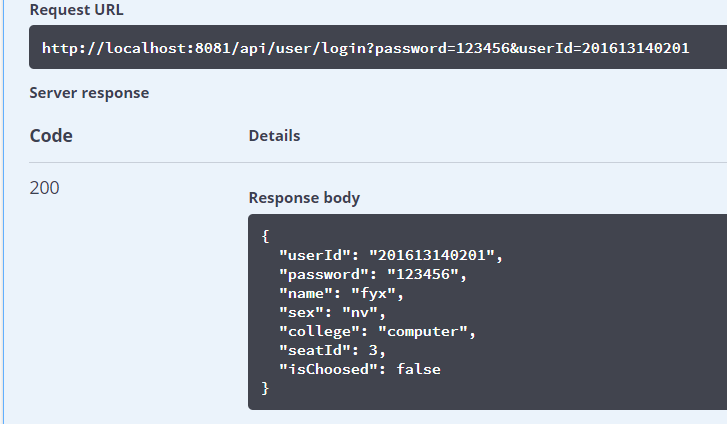 Request URL
http://localhost:8081/api/user/login?password=123456&userId=201613140201
Server response
Code Details
200
Response body
{
"userId": "201613140201",
"password": "123456",
"name": "fyx",
"sex": "nv",
"college": "computer",
"seatId": 3,
"isChoosed": false
}